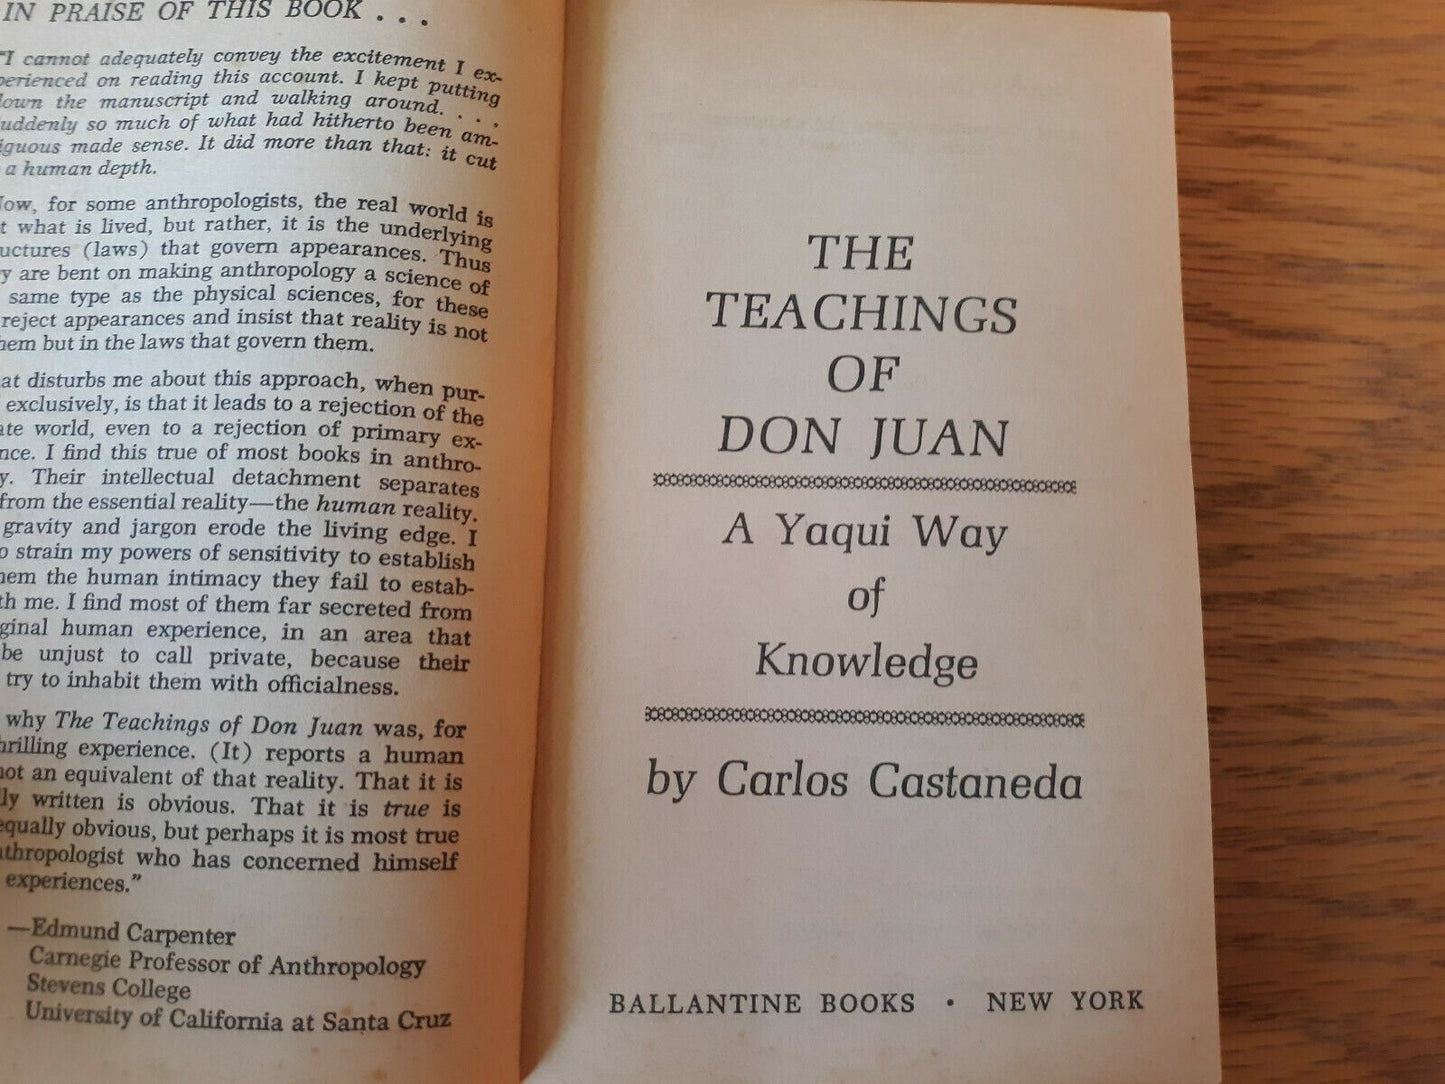 IN PRAISE OF THIS BOOK . . .
"I cannot adequately convey the excitement I ex-
perienced on reading this account. I kept putting
down the manuscript and walking around. . . .
uddenly so much of what had hitherto been am-
iguous made sense. It did more than that: it cut
a human depth.
Now, for some anthropologists, the real world is
t what is lived, but rather, it is the underlying
uctures (laws) that govern appearances. Thus
y are bent on making anthropology a science of
same type as the physical sciences, for these
reject appearances and insist that reality is not
hem but in the laws that govern them.
at disturbs me about this approach, when pur-
exclusively, is that it leads to a rejection of the
ate world, even to a rejection of primary ex-
nce. I find this true of most books in anthro-
y. Their intellectual detachment separates
from the essential reality—the human reality.
gravity and jargon erode the living edge. I
o strain my powers of sensitivity to establish
hem the human intimacy they fail to estab-
th me. I find most of them far secreted from
ginal human experience, in an area that
be unjust to call private, because their
try to inhabit them with officialness.
why The Teachings of Don Juan was, for
hrilling experience. (It) reports a human
not an equivalent of that reality. That it is
lly written is obvious. That it is true is
equally obvious, but perhaps it is most true
nthropologist who has concerned himself
experiences."
—Edmund Carpenter
Carnegie Professor of Anthropology
Stevens College
University of California at Santa Cruz
THE
TEACHINGS
OF
DON JUAN
A Yaqui Way
of
Knowledge
by Carlos Castaneda
BALLANTINE BOOKS • NEW YORK